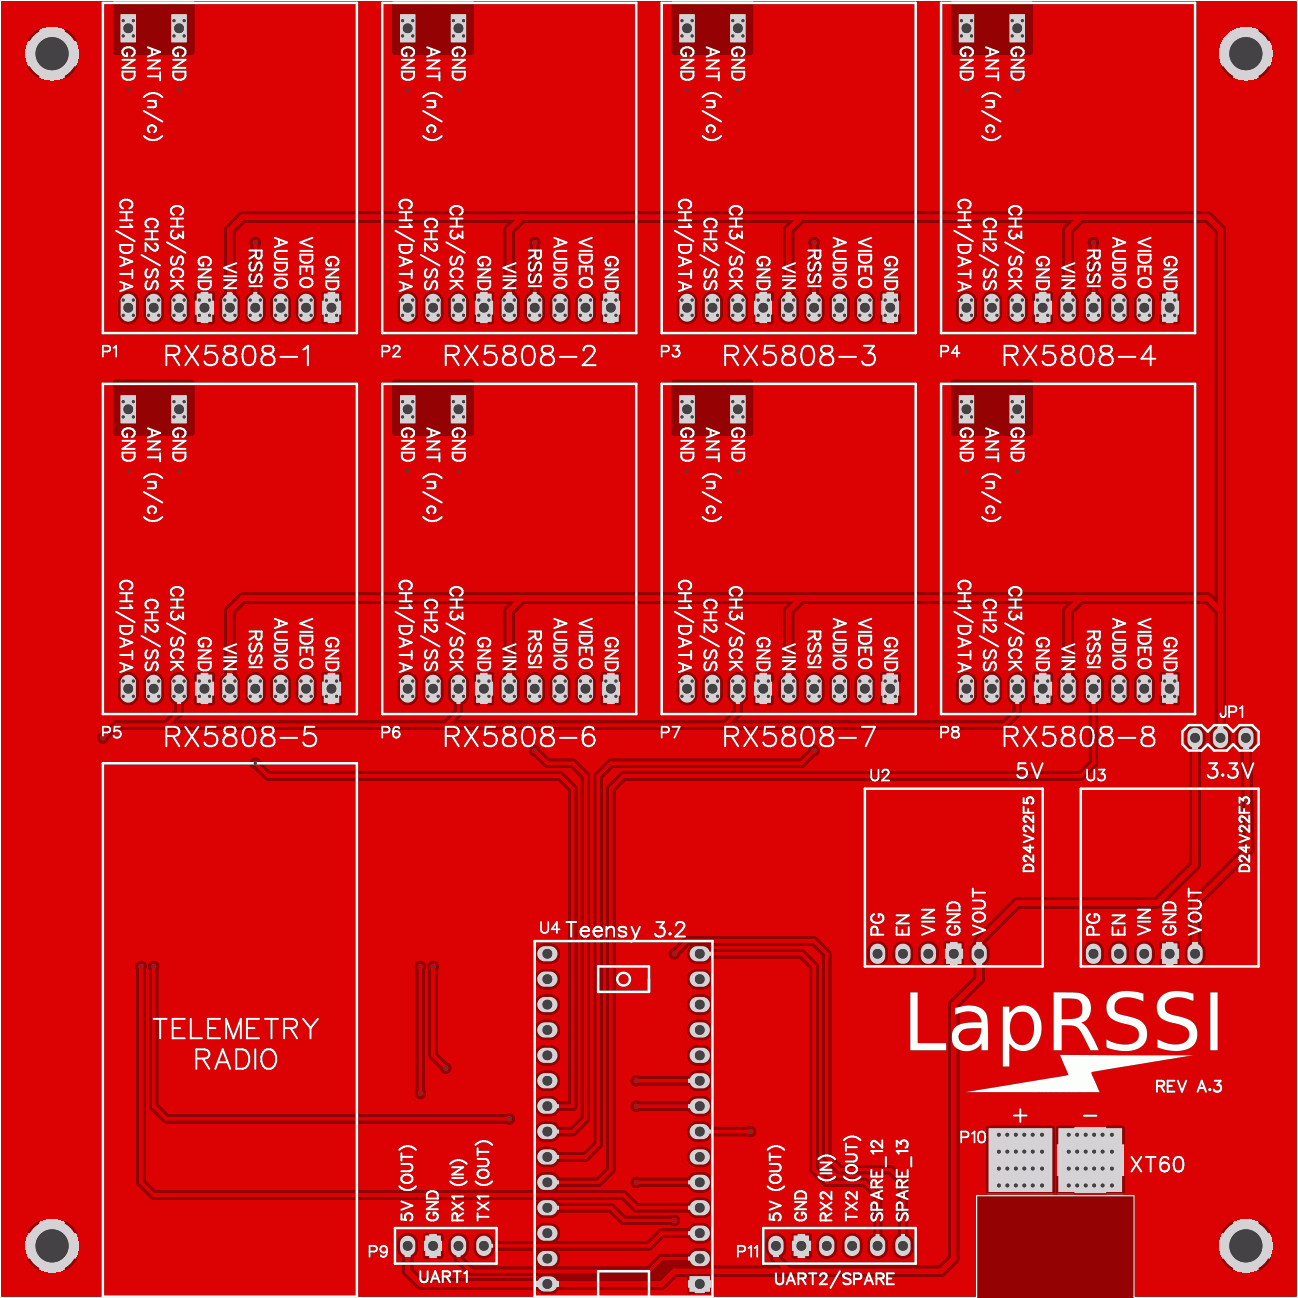 GND
ANT (n/c)
GND
CH1/DATA
CH2/SS
CH3/SCK
GND
VIN
RSSI
AUDIO
VIDEO
GND
P1
RX5808-1
GND
ANT (n/c)
GND
CH1/DATA
CH2/SS
CH3/SCK
GND
VIN
RSSI
AUDIO
VIDEO
GND
P2
RX5808-2
GND
ANT (n/c)
GND
CH1/DATA
CH2/SS
CH3/SCK
GND
VIN
RSSI
AUDIO
VIDEO
GND
P3
RX5808-3
GND
ANT (n/c)
GND
CH1/DATA
CH2/SS
CH3/SCK
GND
VIN
RSSI
AUDIO
VIDEO
GND
P4
RX5808-4
GND
ANT (n/c)
GND
CH1/DATA
CH2/SS
CH3/SCK
GND
VIN
RSSI
AUDIO
VIDEO
GND
P5
RX5808-5
GND
ANT (n/c)
GND
CH1/DATA
CH2/SS
CH3/SCK
GND
VIN
RSSI
AUDIO
VIDEO
GND
P6
RX5808-6
GND
ANT (n/c)
GND
CH1/DATA
CH2/SS
CH3/SCK
GND
VIN
RSSI
AUDIO
VIDEO
GND
P7
RX5808-7
GND
ANT (n/c)
GND
CH1/DATA
CH2/SS
CH3/SCK
GND
VIN
RSSI
AUDIO
VIDEO
GND
P8
RX5808-8
JP1
5V
3.3V
U2
D24V22F5
PG
EN
VIN
GND
VOUT
U3
D24V22F3
PG
EN
VIN
GND
VOUT
U4
Teensy 3.2
TELEMETRY
RADIO
LapRSSI
REV A.3
+
−
P10
XT60
5V (OUT)
GND
RX1 (IN)
TX1 (OUT)
P9
UART1
5V (OUT)
GND
RX2 (IN)
TX2 (OUT)
SPARE_12
SPARE_13
P11
UART2/SPARE